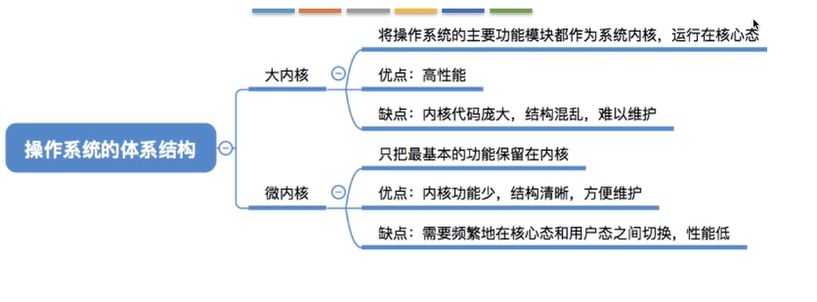 将操作系统的主要功能模块都作为系统内核，运行在核心态
大内核
优点：高性能
缺点：内核代码庞大，结构混乱，难以维护
操作系统的体系结构
只把最基本的功能保留在内核
微内核
优点：内核功能少，结构清晰，方便维护
缺点：需要频繁地在核心态和用户态之间切换，性能低